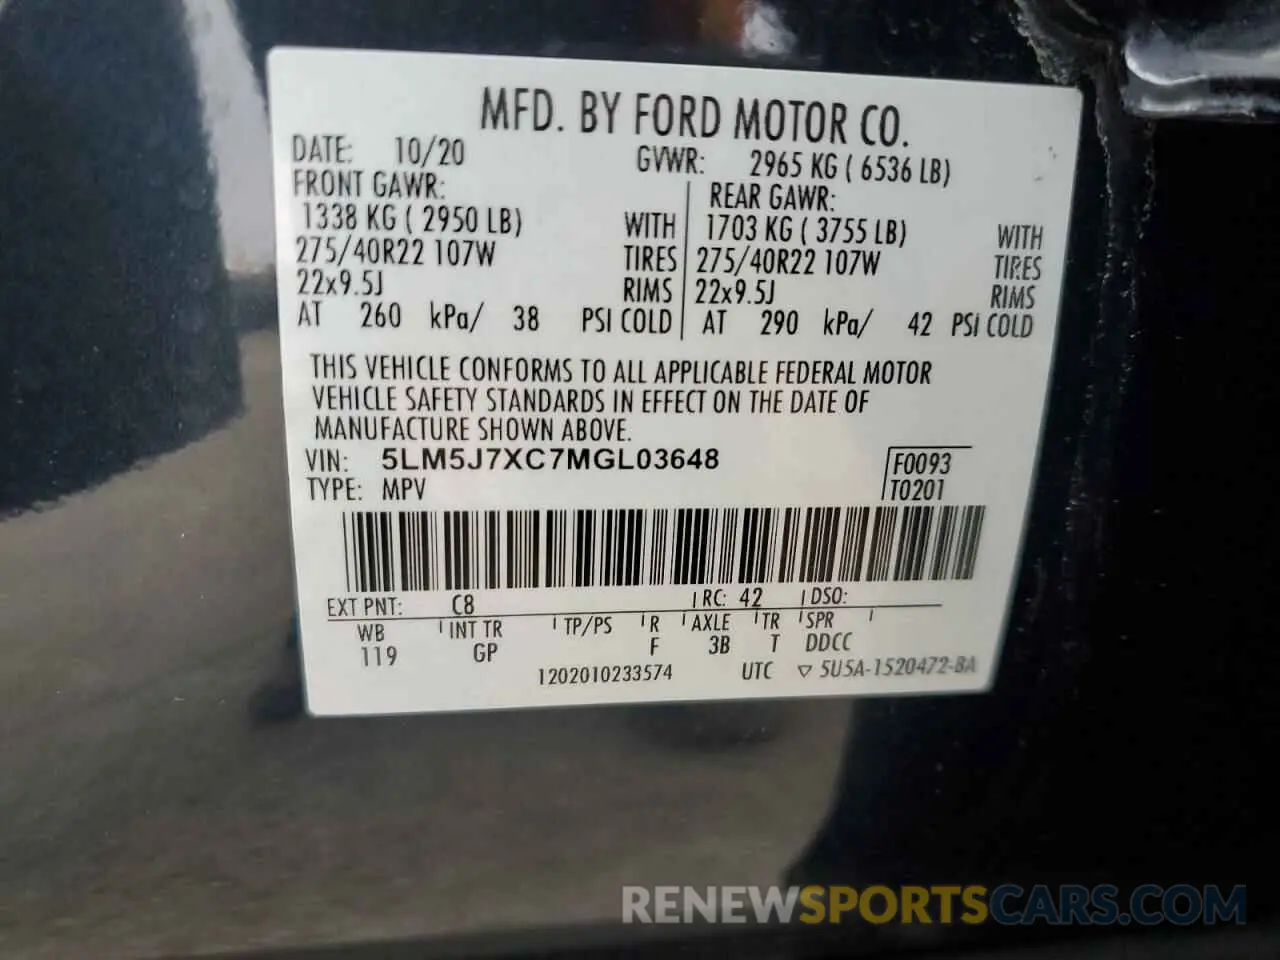 MFD. BY FORD MOTOR CO.
DATE: 10/20 GVWR: 2965 KG ( 6536 LB)
FRONT GAWR: REAR GAWR:
1338 KG ( 2950 LB) WITH 1703 KG ( 3755 LB) WITH
275/40R22 107W TIRES 275/40R22 107W TIRES
22x9.5J RIMS 22x9.5J RIMS
AT 260 kPa/ 38 PSI COLD AT 290 kPa/ 42 PSI COLD
THIS VEHICLE CONFORMS TO ALL APPLICABLE FEDERAL MOTOR
VEHICLE SAFETY STANDARDS IN EFFECT ON THE DATE OF
MANUFACTURE SHOWN ABOVE.
VIN: 5LM5J7XC7MGL03648 F0093
TYPE: MPV T0201
EXT PNT: C8 RC: 42 DSO:
WB INT TR TP/PS R AXLE TR SPR
119 GP F 3B T DDCC
1202010233574 UTC ▽ 5U5A-1520472-BA
RENEWSPORTSCARS.COM